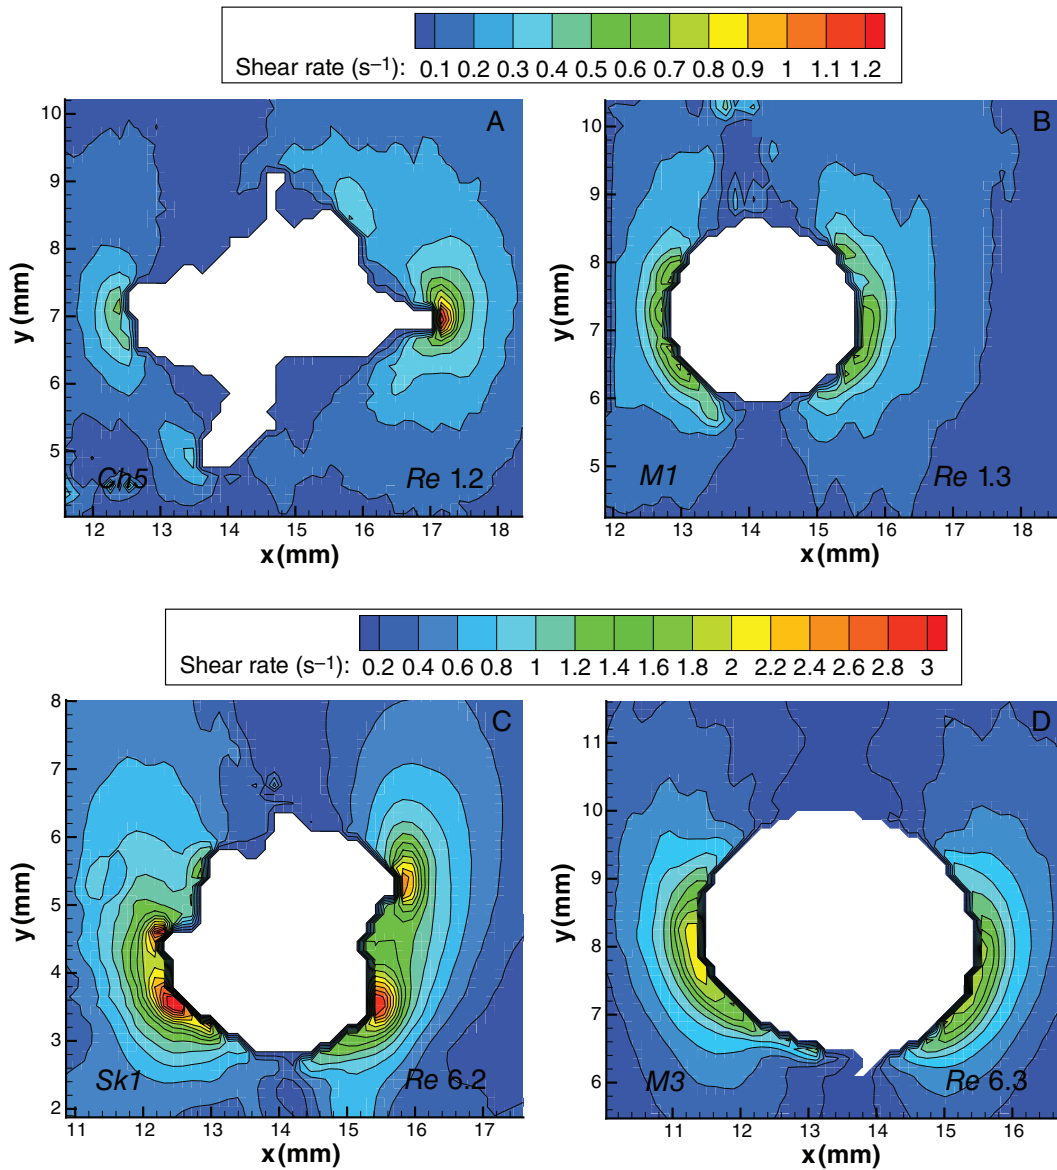 Shear rate (s–1): 0.1 0.2 0.3 0.4 0.5 0.6 0.7 0.8 0.9 1 1.1 1.2
A
10
9
8
7
6
5
y (mm)
Ch5
Re 1.2
12 13 14 15 16 17 18
x (mm)
B
10
9
8
7
6
5
y (mm)
M1
Re 1.3
12 13 14 15 16 17 18
x (mm)
Shear rate (s–1): 0.2 0.4 0.6 0.8 1 1.2 1.4 1.6 1.8 2 2.2 2.4 2.6 2.8 3
C
8
7
6
5
4
3
2
y (mm)
Sk1
Re 6.2
11 12 13 14 15 16 17
x (mm)
D
11
10
9
8
7
6
y (mm)
M3
Re 6.3
11 12 13 14 15 16
x (mm)